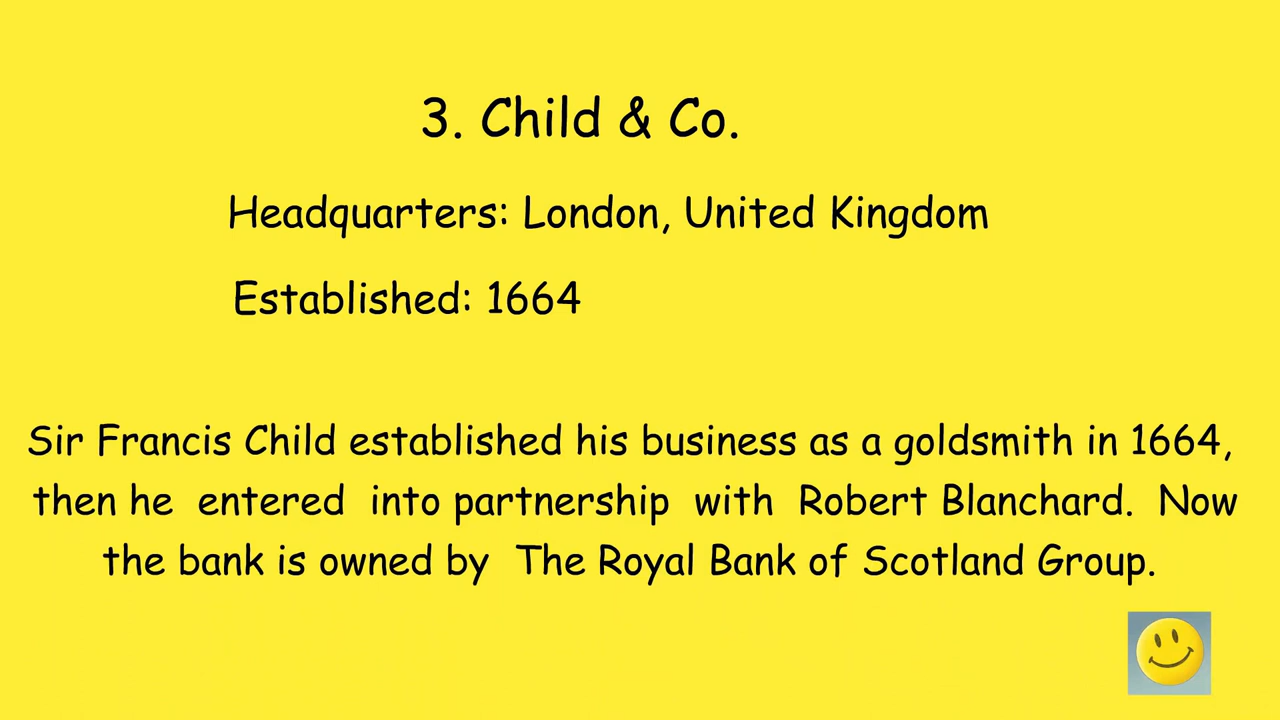 3. Child & Co.
Headquarters: London, United Kingdom
Established: 1664
Sir Francis Child established his business as a goldsmith in 1664,
then he entered into partnership with Robert Blanchard. Now
the bank is owned by The Royal Bank of Scotland Group.